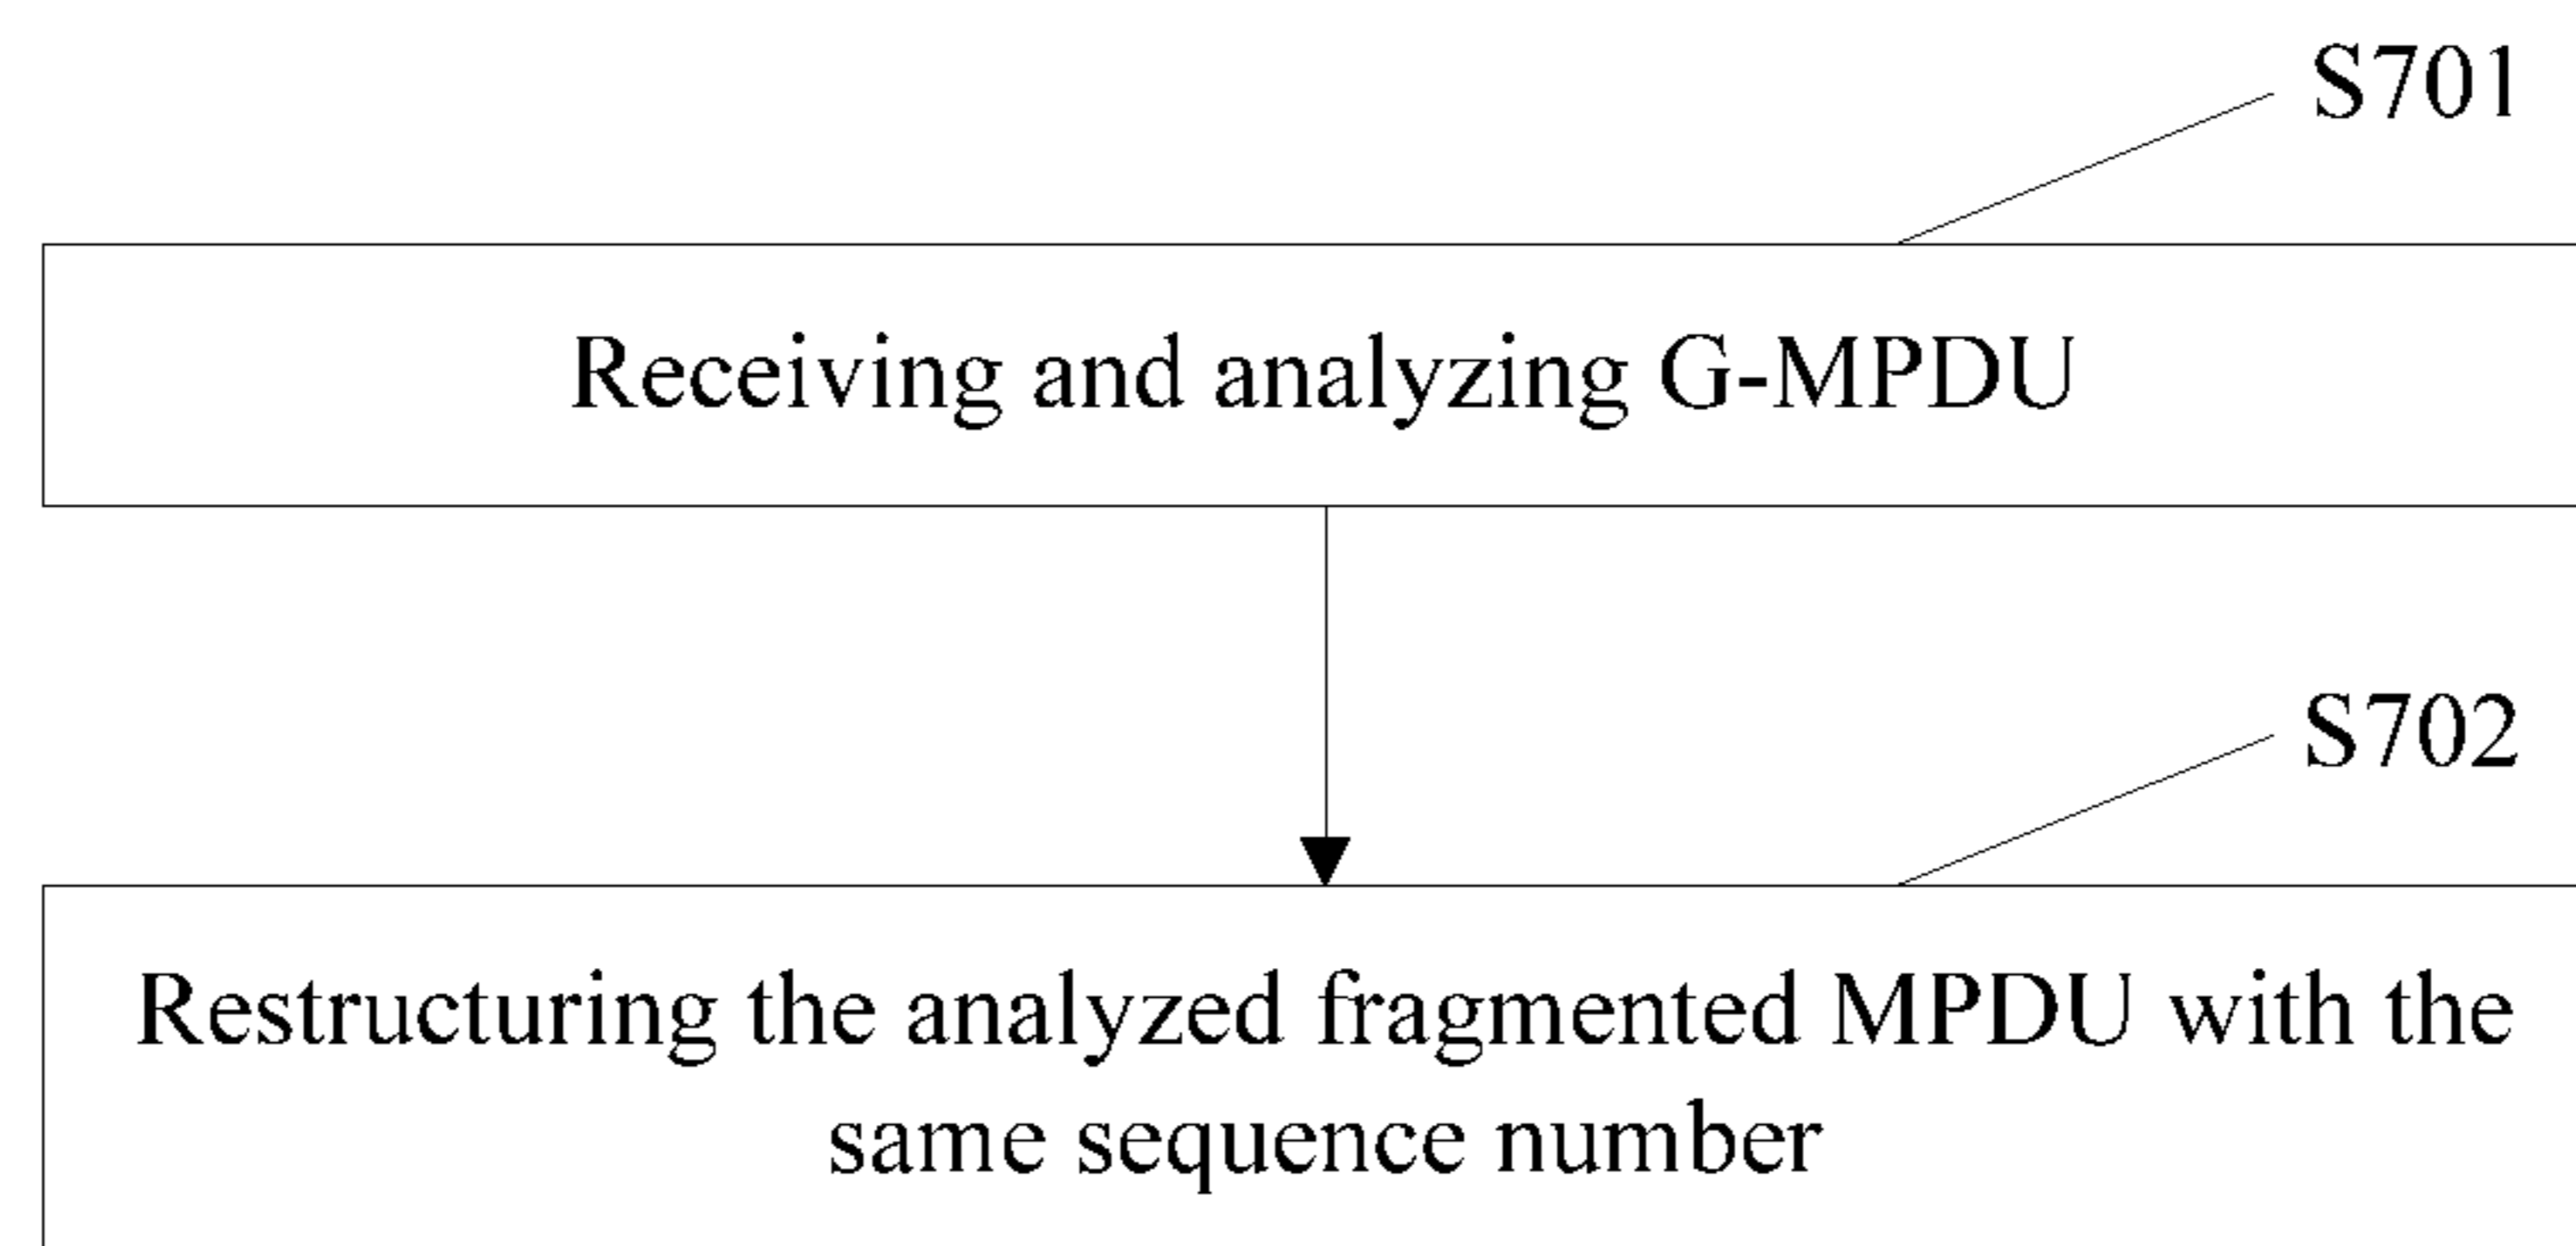 S701
Receiving and analyzing G-MPDU
S702
Restructuring the analyzed fragmented MPDU with the
same sequence number